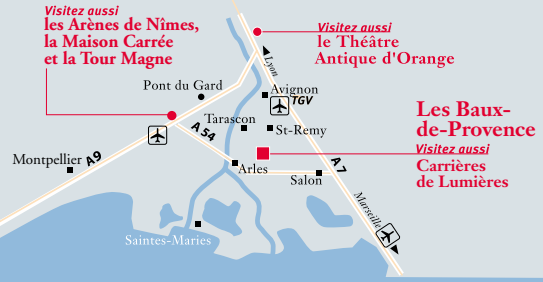 Visitez aussi
les Arènes de Nîmes,
la Maison Carrée
et la Tour Magne
Visitez aussi
le Théâtre
Antique d'Orange
Lyon
Pont du Gard
Avignon
TGV
Les Baux-
de-Provence
Visitez aussi
Carrières
de Lumières
Tarascon
St-Remy
A 54
Montpellier
A 9
Arles
Salon
A 7
Marseille
Saintes-Maries